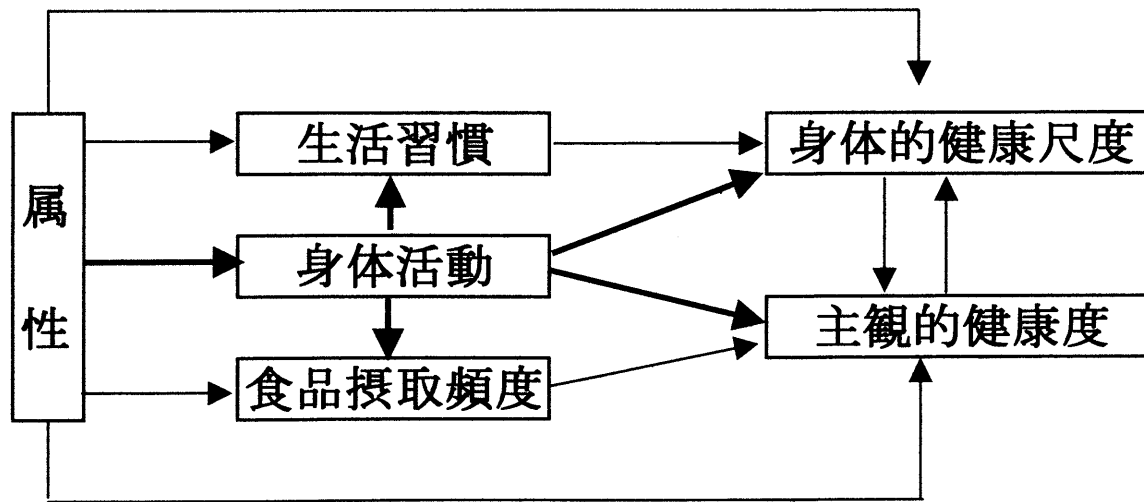 属性
生活習慣
身体活動
食品摂取頻度
身体的健康尺度
主観的健康度